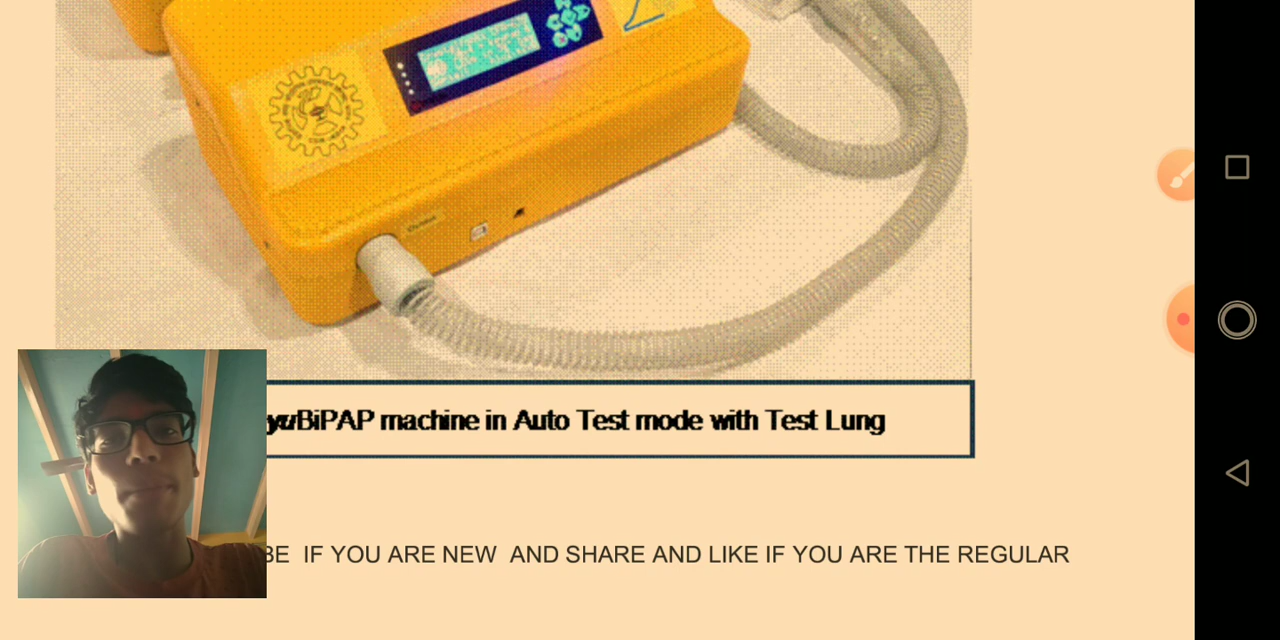 yuBiPAP machine in Auto Test mode with Test Lung
BE IF YOU ARE NEW AND SHARE AND LIKE IF YOU ARE THE REGULAR